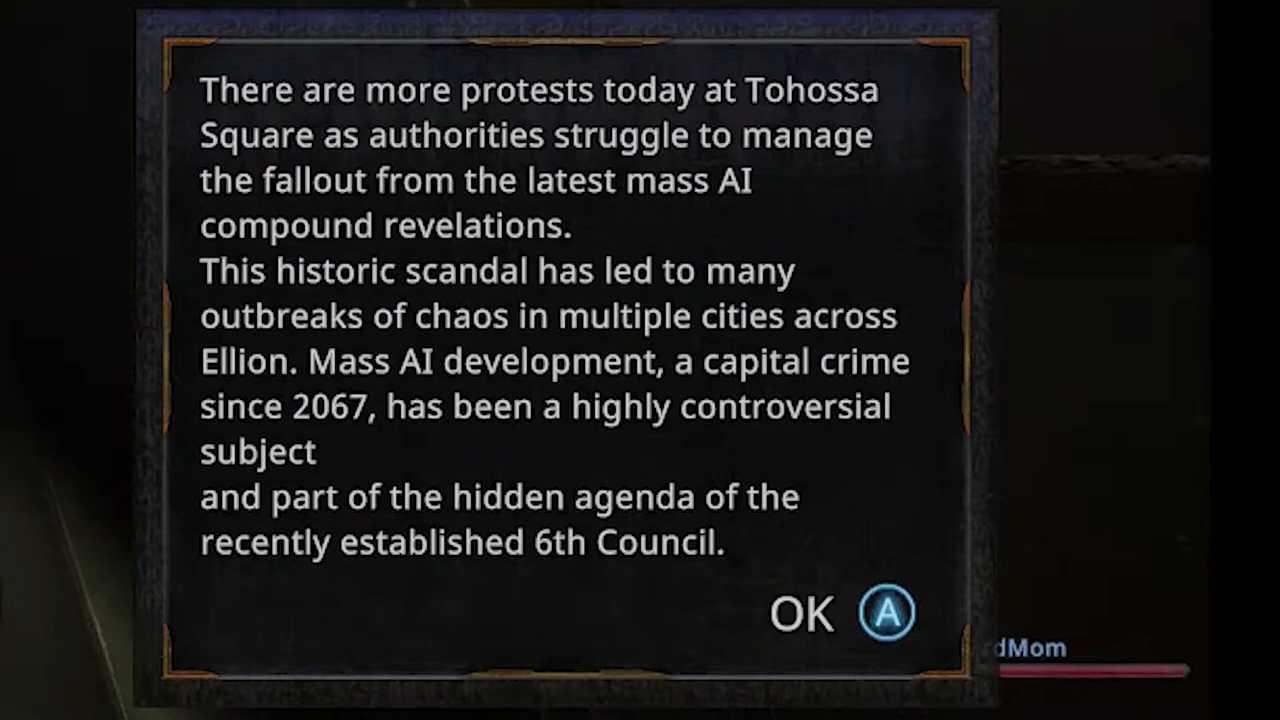 There are more protests today at Tohossa
Square as authorities struggle to manage
the fallout from the latest mass AI
compound revelations.
This historic scandal has led to many
outbreaks of chaos in multiple cities across
Ellion. Mass AI development, a capital crime
since 2067, has been a highly controversial
subject
and part of the hidden agenda of the
recently established 6th Council.
OK A
dMom